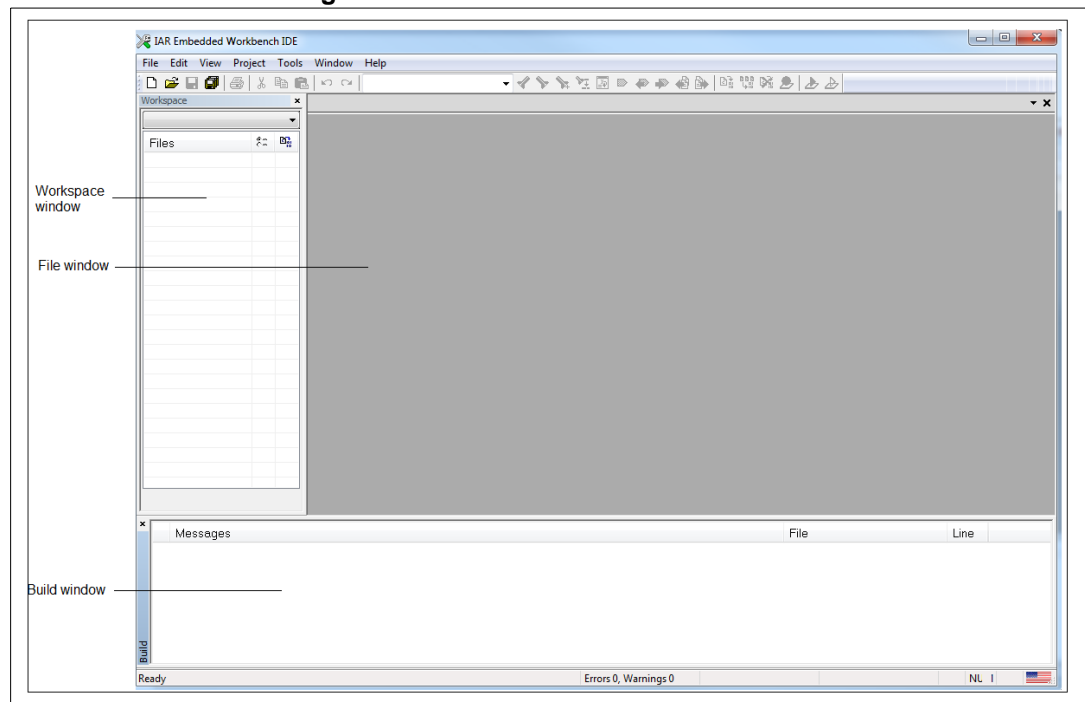 IAR Embedded Workbench IDE
File Edit View Project Tools Window Help
Workspace
Files
Workspace
window
File window
Messages File Line
Build window
Build
Ready Errors 0, Warnings 0 NL I